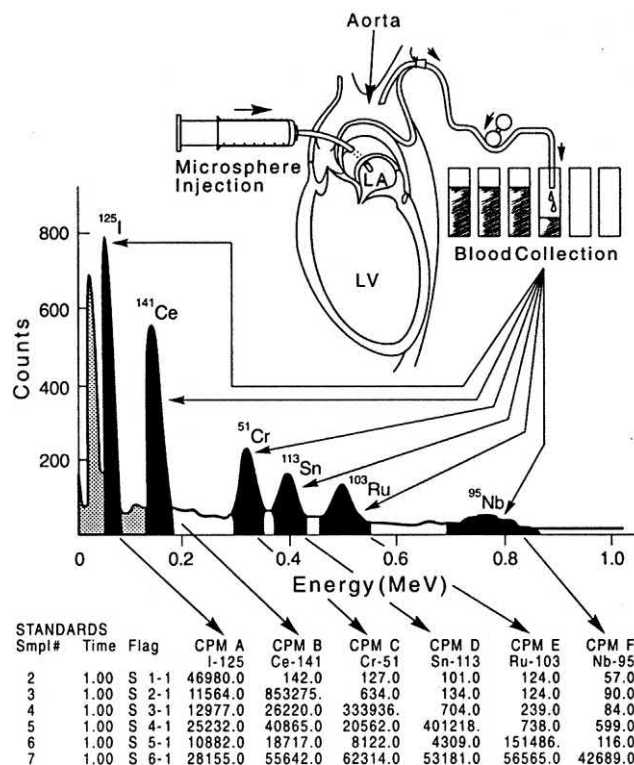 Aorta
Microsphere
Injection
LA
LV
Blood Collection
Counts
800
600
400
200
0
0.2
0.4
0.6
0.8
1.0
¹²⁵I
¹⁴¹Ce
⁵¹Cr
¹¹³Sn
¹⁰³Ru
⁹⁵Nb
Energy (MeV)
STANDARDS
Smpl# Time Flag CPM A CPM B CPM C CPM D CPM E CPM F
I-125 Ce-141 Cr-51 Sn-113 Ru-103 Nb-95
2 1.00 S 1-1 46980.0 142.0 127.0 101.0 124.0 57.0
3 1.00 S 2-1 11564.0 853275. 634.0 134.0 124.0 90.0
4 1.00 S 3-1 12977.0 26220.0 333936. 704.0 239.0 84.0
5 1.00 S 4-1 25232.0 40865.0 20562.0 401218. 738.0 599.0
6 1.00 S 5-1 10882.0 18717.0 8122.0 4309.0 151486. 116.0
7 1.00 S 6-1 28155.0 55642.0 62314.0 53181.0 56565.0 42689.0